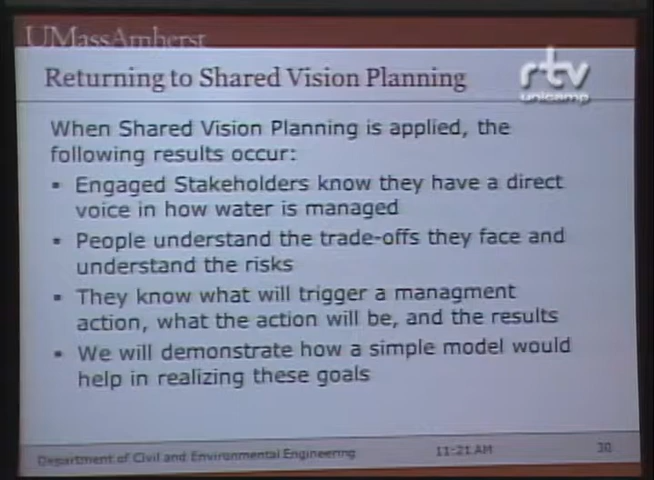 UMassAmherst
Returning to Shared Vision Planning
rtv
unicamp
When Shared Vision Planning is applied, the
following results occur:
▪ Engaged Stakeholders know they have a direct
voice in how water is managed
▪ People understand the trade-offs they face and
understand the risks
▪ They know what will trigger a managment
action, what the action will be, and the results
▪ We will demonstrate how a simple model would
help in realizing these goals
Department of Civil and Environmental Engineering
11:21 AM
30